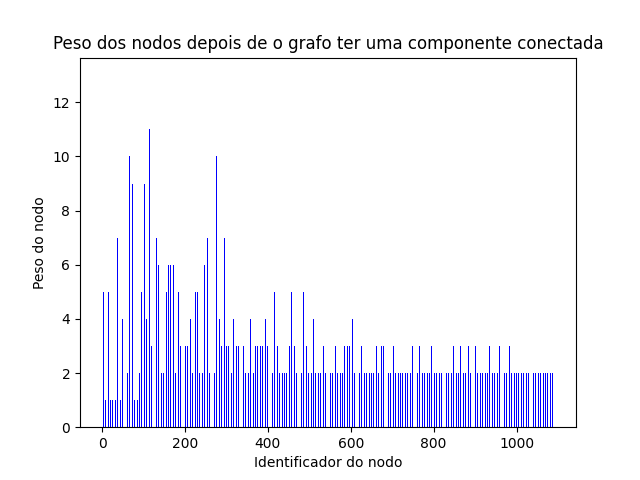 Peso dos nodos depois de o grafo ter uma componente conectada
12
10
8
6
4
2
0
Peso do nodo
0 200 400 600 800 1000
Identificador do nodo